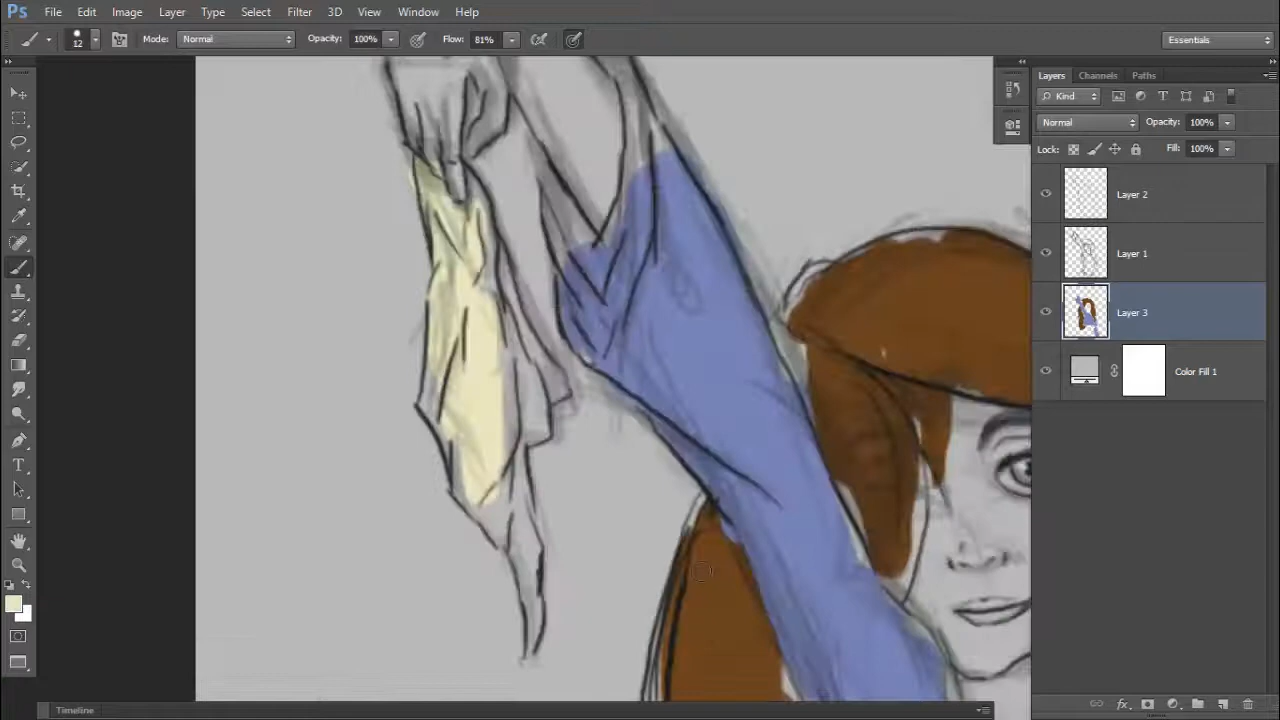 Ps File Edit Image Layer Type Select Filter 3D View Window Help
12 Mode: Normal Opacity: 100% Flow: 81% Essentials
Layers Channels Paths
Kind
Normal Opacity: 100%
Lock: Fill: 100%
Layer 2
Layer 1
Layer 3
Color Fill 1
fx
Timeline